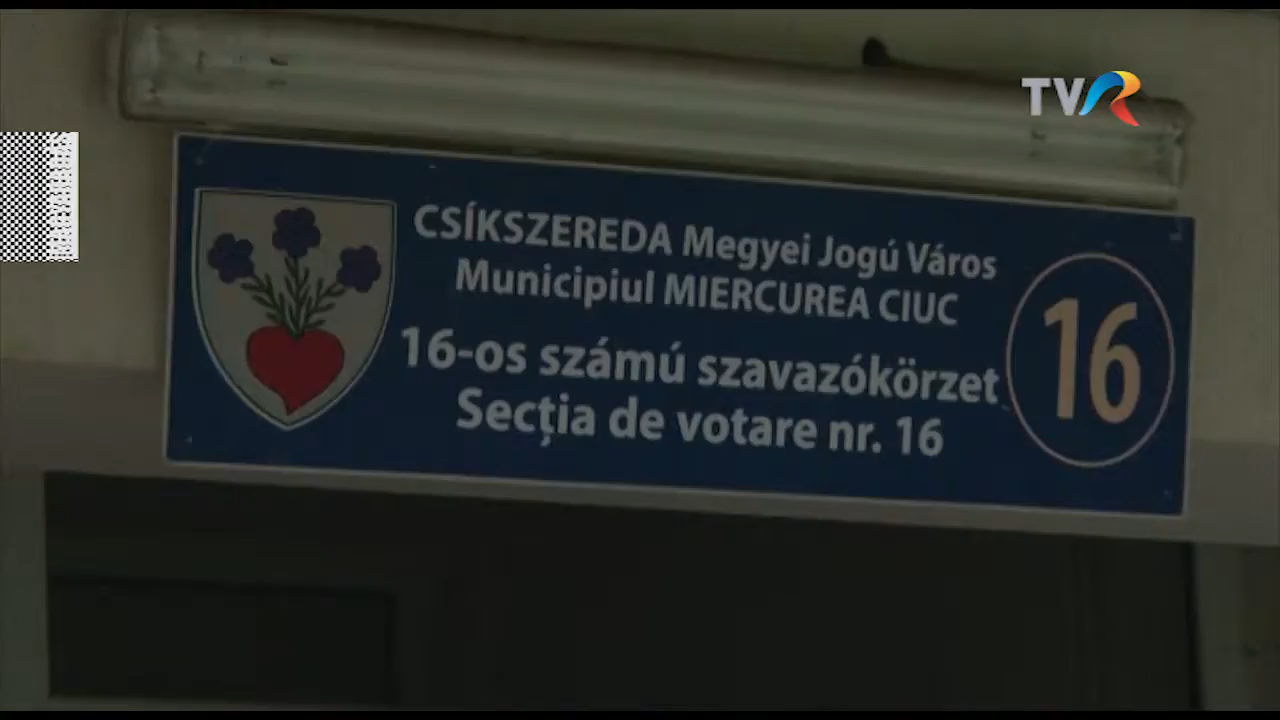 TVR
CSÍKSZEREDA Megyei Jogú Város
Municipiul MIERCUREA CIUC
16-os számú szavazókörzet
Secția de votare nr. 16
16